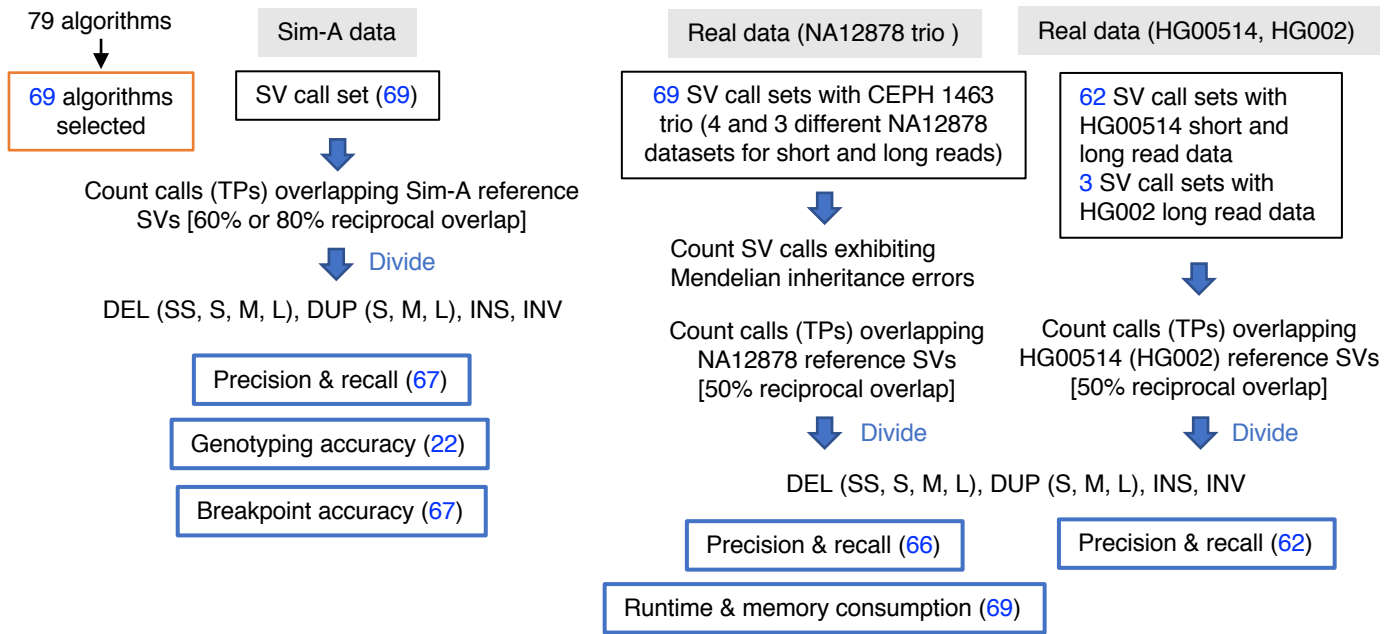 79 algorithms
69 algorithms
selected
Sim-A data
SV call set (69)
Count calls (TPs) overlapping Sim-A reference
SVs [60% or 80% reciprocal overlap]
Divide
DEL (SS, S, M, L), DUP (S, M, L), INS, INV
Precision & recall (67)
Genotyping accuracy (22)
Breakpoint accuracy (67)
Real data (NA12878 trio )
69 SV call sets with CEPH 1463
trio (4 and 3 different NA12878
datasets for short and long reads)
Count SV calls exhibiting
Mendelian inheritance errors
Count calls (TPs) overlapping
NA12878 reference SVs
[50% reciprocal overlap]
Divide
Real data (HG00514, HG002)
62 SV call sets with
HG00514 short and
long read data
3 SV call sets with
HG002 long read data
Count calls (TPs) overlapping
HG00514 (HG002) reference SVs
[50% reciprocal overlap]
Divide
DEL (SS, S, M, L), DUP (S, M, L), INS, INV
Precision & recall (66)
Precision & recall (62)
Runtime & memory consumption (69)